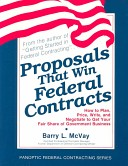 From the author of
"Getting Started in
Federal Contracting"
Proposals
That Win
Federal
Contracts
How to Plan,
Price, Write, and
Negotiate to Get Your
Fair Share of Government Business
Barry L. McVay
PANOPTIC FEDERAL CONTRACTING SERIES